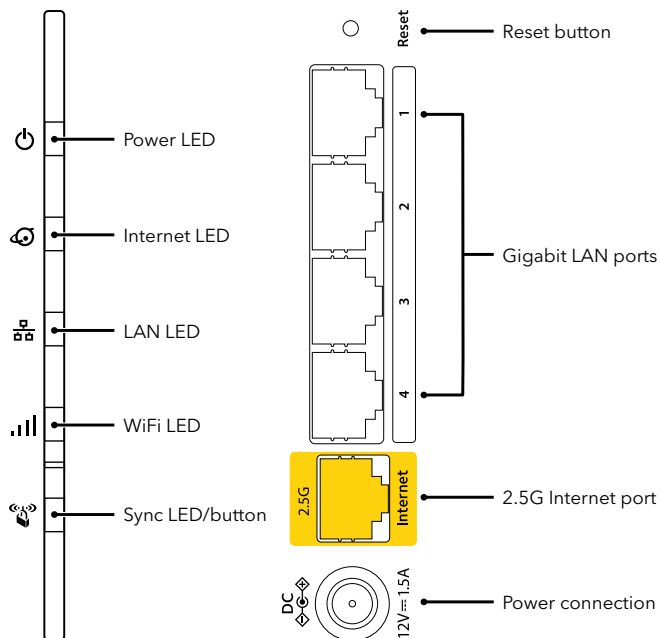 Reset
Reset button
1
Power LED
2
Internet LED
Gigabit LAN ports
3
LAN LED
4
WiFi LED
2.5G
Internet
2.5G Internet port
Sync LED/button
DC
12V⎓1.5A
Power connection